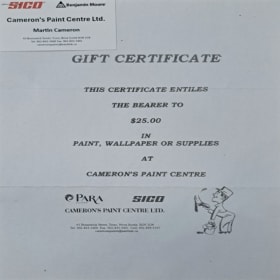 SICO Benjamin Moore
Cameron's Paint Centre Ltd.
Martin Cameron
GIFT CERTIFICATE
THIS CERTIFICATE ENTILES
THE BEARER TO
$25.00
IN
PAINT, WALLPAPER OR SUPPLIES
AT
CAMERON'S PAINT CENTRE
PARA SICO
CAMERON'S PAINT CENTRE LTD.